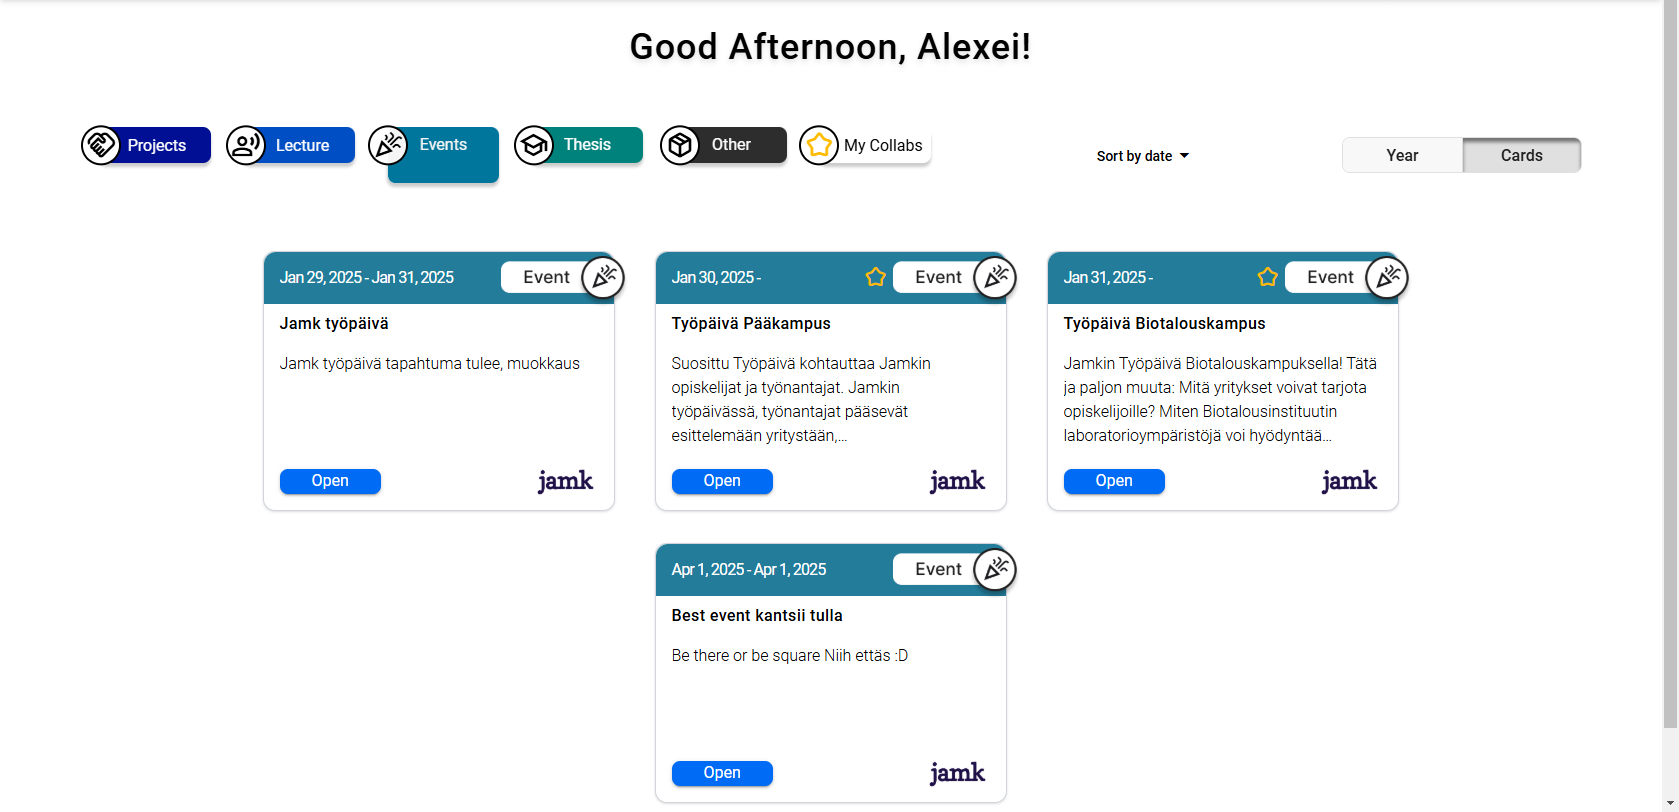 Good Afternoon, Alexei!
Projects
Lecture
Events
Thesis
Other
My Collabs
Sort by date
Year
Cards
Jan 29, 2025 - Jan 31, 2025
Event
Jamk työpäivä
Jamk työpäivä tapahtuma tulee, muokkaus
Open
jamk
Jan 30, 2025 -
Event
Työpäivä Pääkampus
Suosittu Työpäivä kohtauttaa Jamkin
opiskelijat ja työnantajat. Jamkin
työpäivässä, työnantajat pääsevät
esittelemään yritystään,...
Open
jamk
Jan 31, 2025 -
Event
Työpäivä Biotalouskampus
Jamkin Työpäivä Biotalouskampuksella! Tätä
ja paljon muuta: Mitä yritykset voivat tarjota
opiskelijoille? Miten Biotalousinstituutin
laboratorioympäristöjä voi hyödyntää...
Open
jamk
Apr 1, 2025 - Apr 1, 2025
Event
Best event kantsii tulla
Be there or be square Niih ettäs :D
Open
jamk